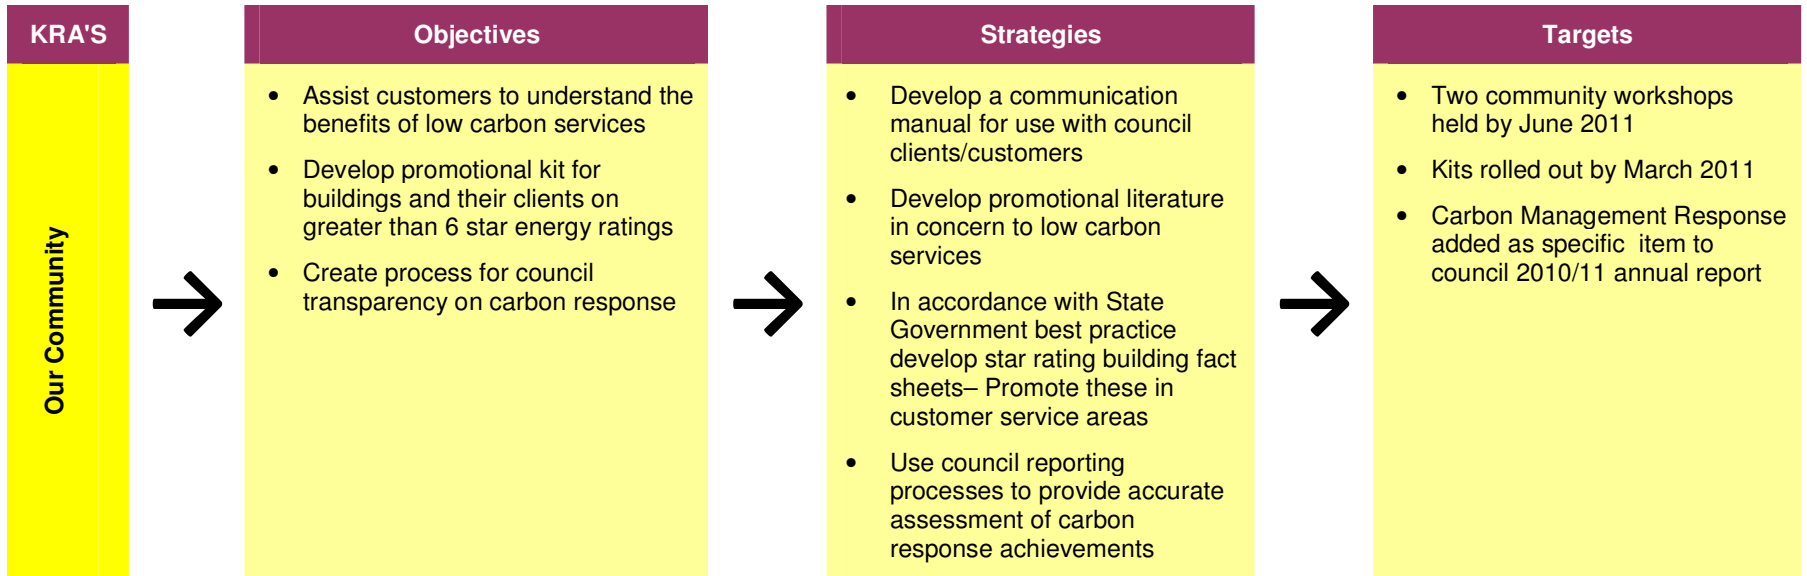 KRA'S
Our Community
Objectives
• Assist customers to understand the
benefits of low carbon services
• Develop promotional kit for
buildings and their clients on
greater than 6 star energy ratings
• Create process for council
transparency on carbon response
Strategies
• Develop a communication
manual for use with council
clients/customers
• Develop promotional literature
in concern to low carbon
services
• In accordance with State
Government best practice
develop star rating building fact
sheets– Promote these in
customer service areas
• Use council reporting
processes to provide accurate
assessment of carbon
response achievements
Targets
• Two community workshops
held by June 2011
• Kits rolled out by March 2011
• Carbon Management Response
added as specific  item to
council 2010/11 annual report